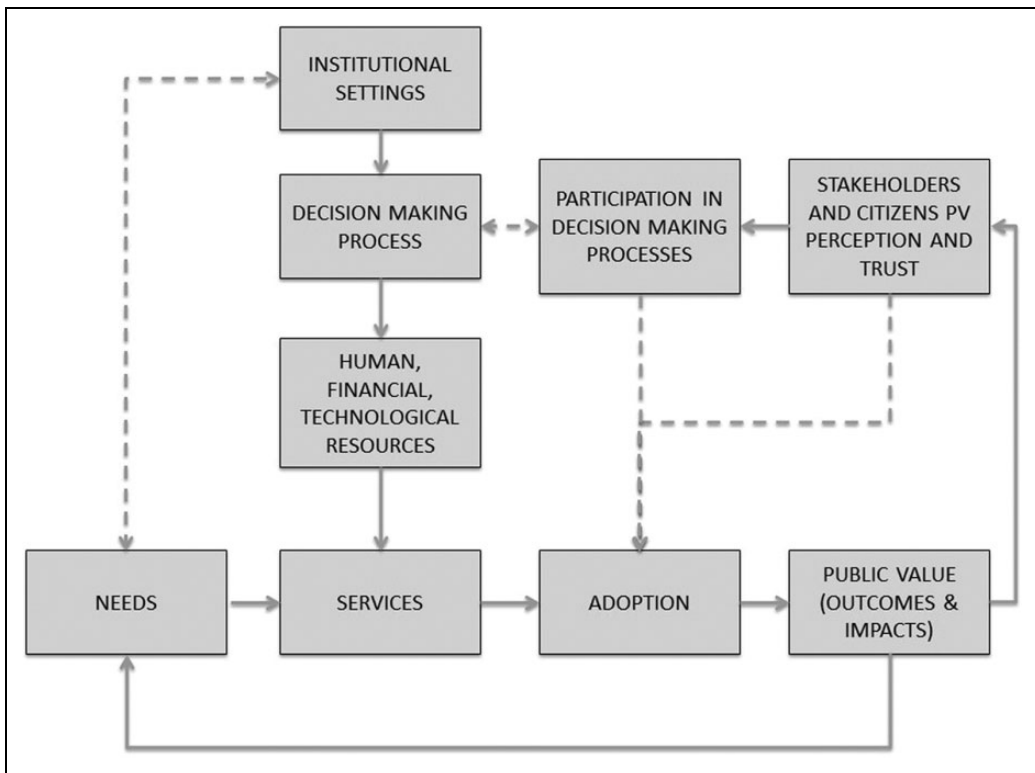 INSTITUTIONAL
SETTINGS
DECISION MAKING
PROCESS
PARTICIPATION IN
DECISION MAKING
PROCESSES
STAKEHOLDERS
AND CITIZENS PV
PERCEPTION AND
TRUST
HUMAN,
FINANCIAL,
TECHNOLOGICAL
RESOURCES
NEEDS
SERVICES
ADOPTION
PUBLIC VALUE
(OUTCOMES &
IMPACTS)